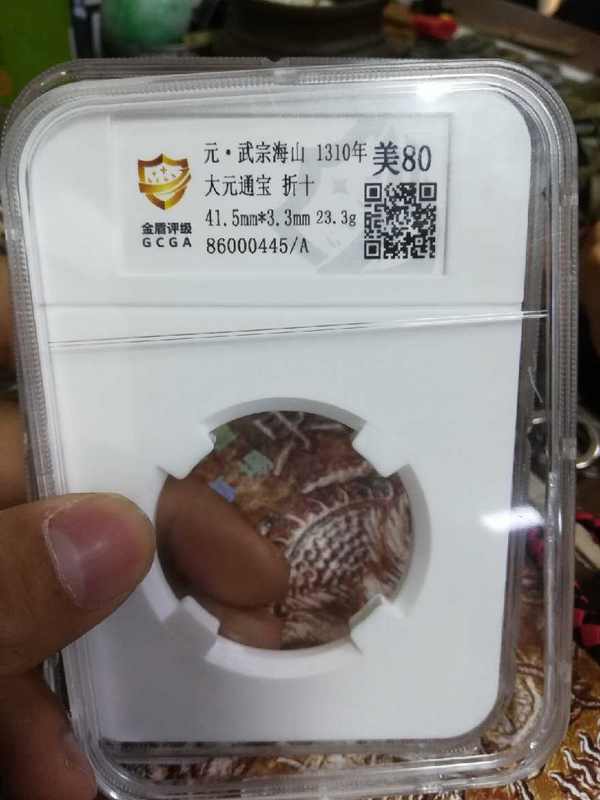 元·武宗海山 1310年 美80
大元通宝 折十
41.5mm*3.3mm 23.3g
金盾评级
GCGA
86000445/A